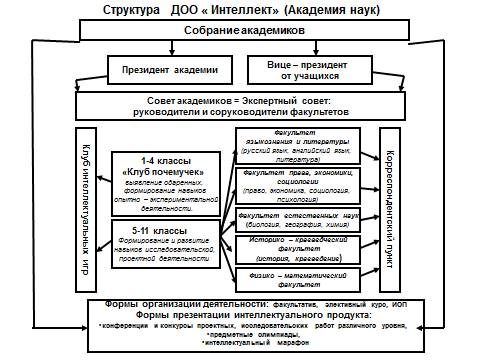 Структура ДОО « Интеллект» (Академия наук)
Собрание академиков
Президент академии
Вице – президент
от учащихся
Совет академиков = Экспертный совет:
руководители и соруководители факультетов
Клуб интеллектуальных игр
1-4 классы
«Клуб почемучек»
выявление одаренных,
формирование навыков
опытно – экспериментальной
деятельности.
5-11 классы
Формирование и развитие
навыков исследовательской,
проектной деятельности
Факультет
языкознания и литературы
(русский язык, английский язык,
литература)
Факультет права, экономики,
социологии
(право, экономика, социология,
психология)
Факультет естественных наук
(биология, география, химия)
Историко – краеведческий
факультет
(история, краеведение)
Физико – математический
факультет
Корреспондентский пункт
Формы организации деятельности: факультатив, элективный курс, ИОП
Формы презентации интеллектуального продукта:
•конференции и конкурсы проектных, исследовательских работ различного уровня,
•предметные олимпиады,
•интеллектуальный марафон